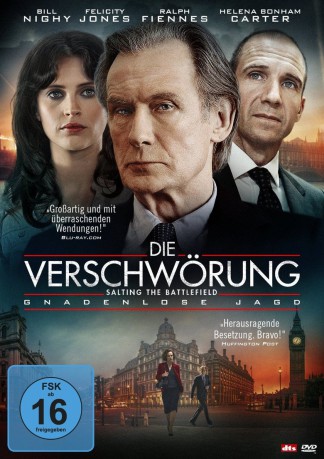 BILL NIGHY
FELICITY JONES
RALPH FIENNES
HELENA BONHAM CARTER
»Großartig und mit
überraschenden
Wendungen!«
BLU-RAY.COM
DIE
VERSCHWÖRUNG
SALTING THE BATTLEFIELD
GNADENLOSE JAGD
»Herausragende
Besetzung. Bravo!«
HUFFINGTON POST
FSK
ab
16
freigegeben
dts
DVD